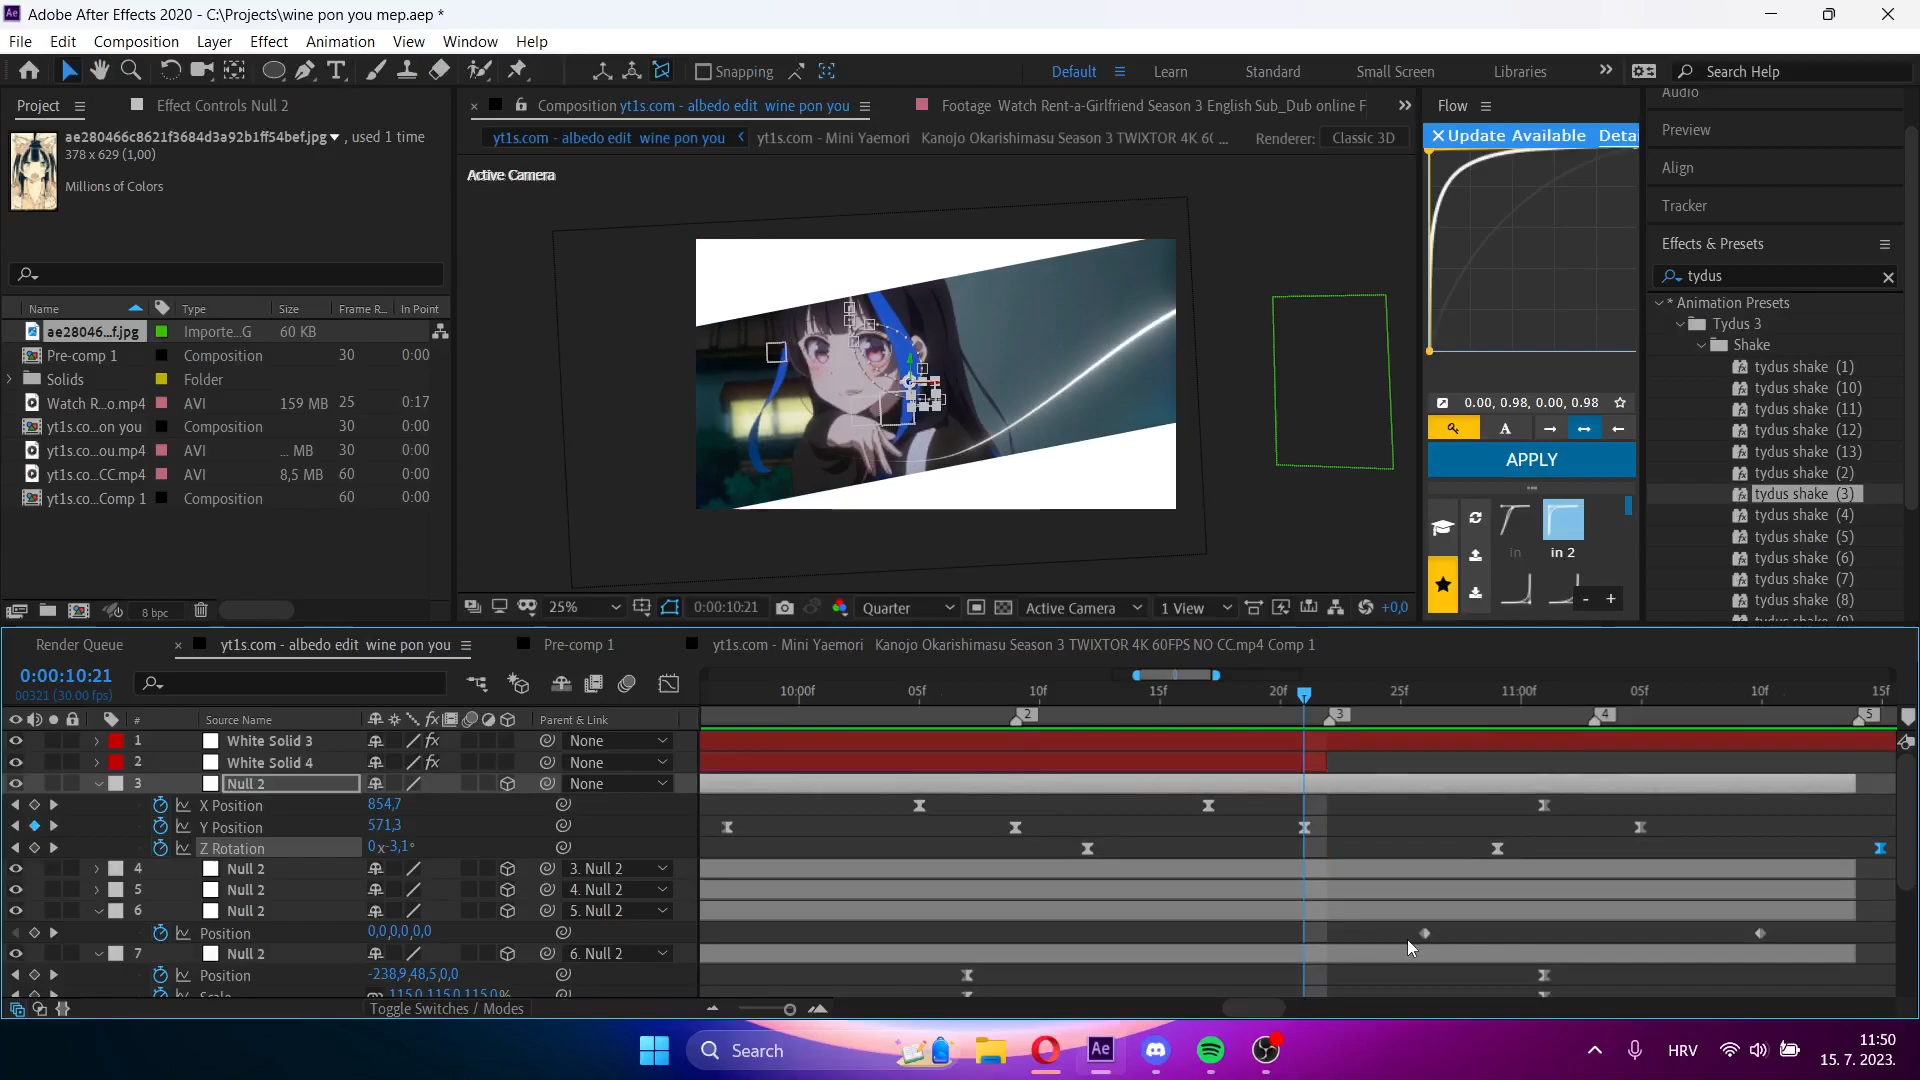 Adobe After Effects 2020 - C:\Projects\wine pon you mep.aep *
File Edit Composition Layer Effect Animation View Window Help
Snapping
Default
Learn
Standard
Small Screen
Libraries
Search Help
Project
Effect Controls Null 2
Composition yt1s.com - albedo edit wine pon you
Footage Watch Rent-a-Girlfriend Season 3 English Sub_Dub online F
Flow
Audio
ae280466c8621f3684d3a92b1ff54bef.jpg , used 1 time
378 x 629 (1,00)
Millions of Colors
yt1s.com - albedo edit wine pon you
yt1s.com - Mini Yaemori Kanojo Okarishimasu Season 3 TWIXTOR 4K 6( ...
Renderer:
Classic 3D
Update Available Detai
Preview
Active Camera
Align
Tracker
Effects & Presets
tydus
* Animation Presets
Tydus 3
Shake
tydus shake (1)
tydus shake (10)
tydus shake (11)
tydus shake (12)
tydus shake (13)
tydus shake (2)
tydus shake (3)
tydus shake (4)
tydus shake (5)
tydus shake (6)
tydus shake (7)
tydus shake (8)
Name Type Size Frame R... In Point
ae28046...f.jpg Importe...G 60 KB
Pre-comp 1 Composition 30 0:00
Solids Folder
Watch R...o.mp4 AVI 159 MB 25 0:17
yt1s.co...on you Composition 30 0:00
yt1s.co...ou.mp4 AVI ... MB 30 0:00
yt1s.co...CC.mp4 AVI 8,5 MB 60 0:00
yt1s.co...Comp 1 Composition 60 0:00
8 bpc
0.00, 0.98, 0.00, 0.98
A
APPLY
In
in 2
- +
25%
0:00:10:21
Quarter
Active Camera
1 View
+0,0
Render Queue
yt1s.com - albedo edit wine pon you
Pre-comp 1
yt1s.com - Mini Yaemori Kanojo Okarishimasu Season 3 TWIXTOR 4K 60FPS NO CC.mp4 Comp 1
0:00:10:21
00321 (30.00 fps)
10:00f 05f 10f 15f 20f 25f 11:00f 05f 10f 15f
# Source Name Parent & Link
2 3 4 5
1 White Solid 3 None
2 White Solid 4 None
3 Null 2 None
X Position 854,7
Y Position 571,3
Z Rotation 0x-3,1°
4 Null 2 3. Null 2
5 Null 2 4. Null 2
6 Null 2 5. Null 2
Position 0,0,0,0,0,0
7 Null 2 6. Null 2
Position -238,9,48,5,0,0
Scale 115,0,115,0,115,0%
Toggle Switches / Modes
Search
Ae
HRV
11:50
15. 7. 2023.